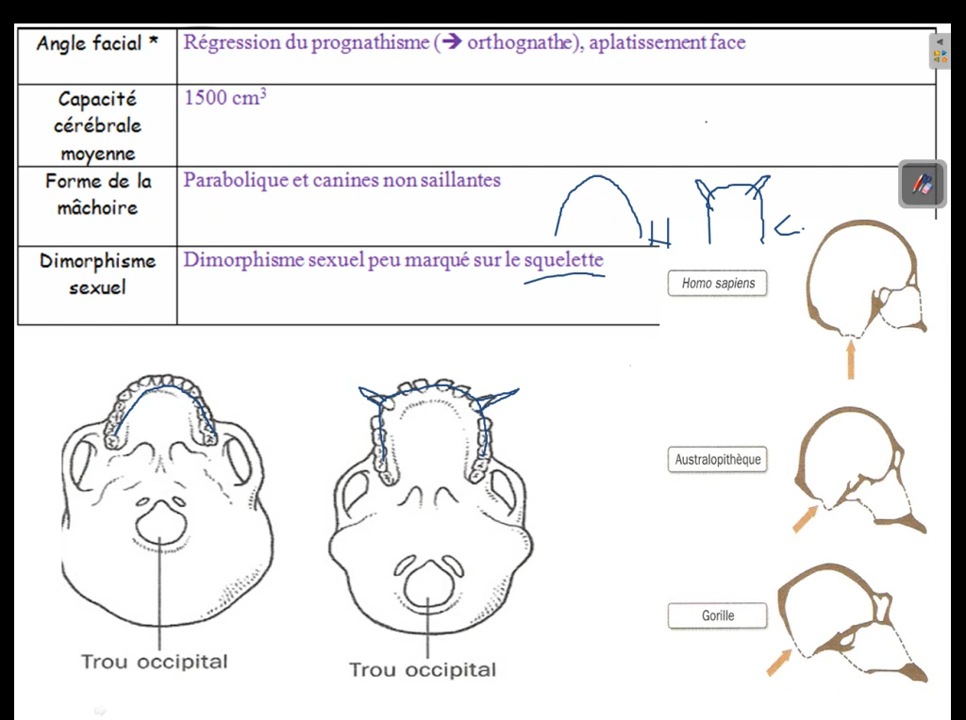 Angle facial *
Régression du prognathisme (→ orthognathe), aplatissement face
Capacité
cérébrale
moyenne
1500 cm³
Forme de la
mâchoire
Parabolique et canines non saillantes
H
C.
Dimorphisme
sexuel
Dimorphisme sexuel peu marqué sur le squelette
Homo sapiens
Australopithèque
Gorille
Trou occipital
Trou occipital